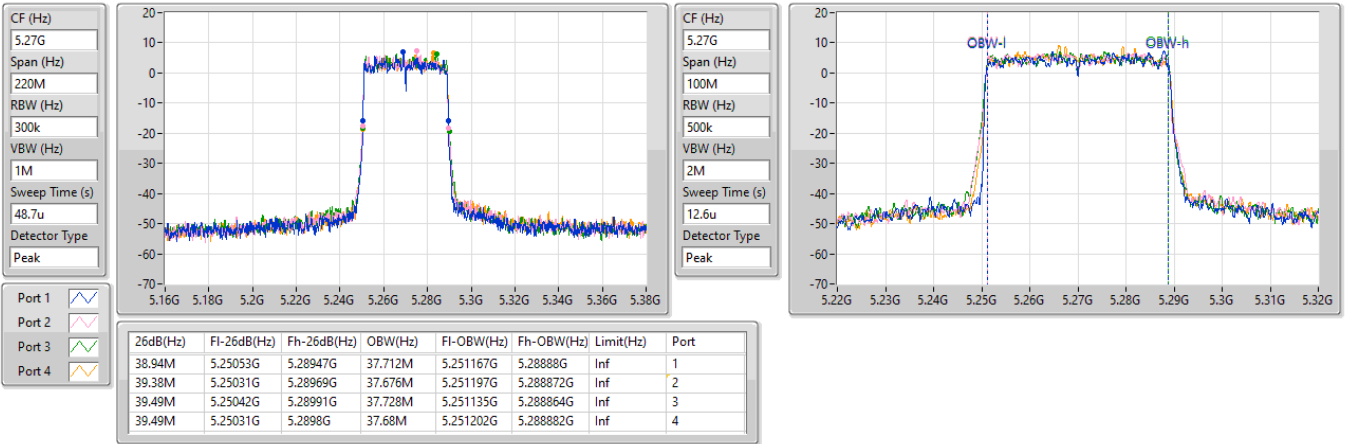 CF (Hz)
5.27G
Span (Hz)
220M
RBW (Hz)
300k
VBW (Hz)
1M
Sweep Time (s)
48.7u
Detector Type
Peak
20-
10-
0-
-10-
-20-
-30-
-40-
-50-
-60-
-70-
5.16G 5.18G 5.2G 5.22G 5.24G 5.26G 5.28G 5.3G 5.32G 5.34G 5.36G 5.38G
CF (Hz)
5.27G
Span (Hz)
100M
RBW (Hz)
500k
VBW (Hz)
2M
Sweep Time (s)
12.6u
Detector Type
Peak
20-
10-
0-
-10-
-20-
-30-
-40-
-50-
-60-
-70-
OBW-l OBW-h
5.22G 5.23G 5.24G 5.25G 5.26G 5.27G 5.28G 5.29G 5.3G 5.31G 5.32G
Port 1
Port 2
Port 3
Port 4
26dB(Hz) Fl-26dB(Hz) Fh-26dB(Hz) OBW(Hz) Fl-OBW(Hz) Fh-OBW(Hz) Limit(Hz) Port
38.94M 5.25053G 5.28947G 37.712M 5.251167G 5.28888G Inf 1
39.38M 5.25031G 5.28969G 37.676M 5.251197G 5.288872G Inf 2
39.49M 5.25042G 5.28991G 37.728M 5.251135G 5.288864G Inf 3
39.49M 5.25031G 5.2898G 37.68M 5.251202G 5.288882G Inf 4